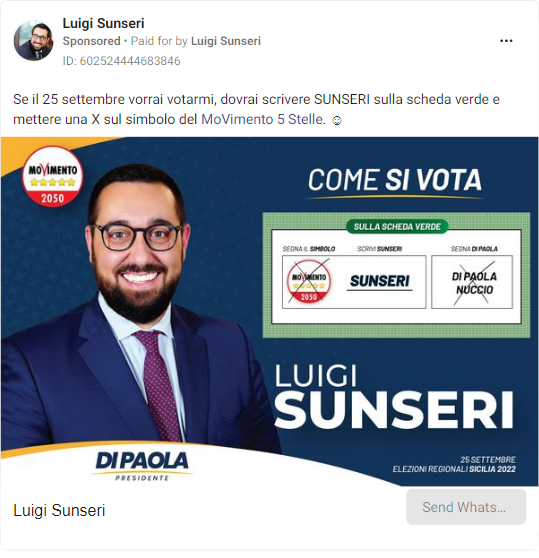 Luigi Sunseri
Sponsored • Paid for by Luigi Sunseri
ID: 602524444683846
Se il 25 settembre vorrai votarmi, dovrai scrivere SUNSERI sulla scheda verde e
mettere una X sul simbolo del MoVimento 5 Stelle. ☺
MOVIMENTO
2050
COME SI VOTA
SULLA SCHEDA VERDE
SEGNA IL SIMBOLO SCRIVI SUNSERI SEGNA DI PAOLA
MOVIMENTO
2050
SUNSERI
DI PAOLA
NUCCIO
LUIGI
SUNSERI
DI PAOLA
PRESIDENTE
25 SETTEMBRE
ELEZIONI REGIONALI SICILIA 2022
Luigi Sunseri
Send Whats...